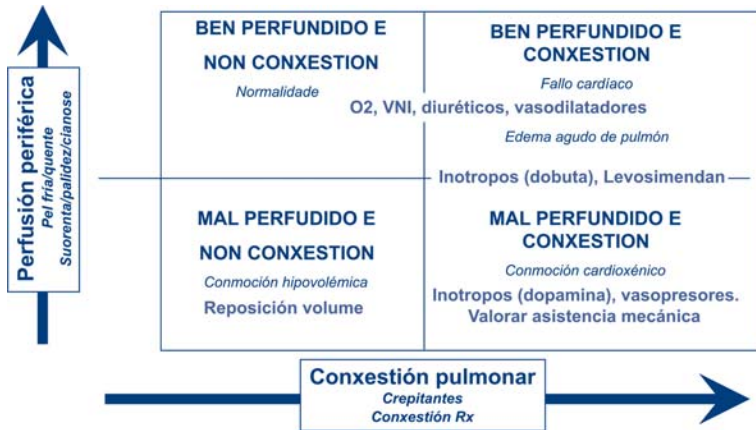 Perfusión periférica
Pel fría/quente
Suorenta/palidez/cianose
BEN PERFUNDIDO E
NON CONXESTION
Normalidade
BEN PERFUNDIDO E
CONXESTION
Fallo cardíaco
O2, VNI, diuréticos, vasodilatadores
Edema agudo de pulmón
Inotropos (dobuta), Levosimendan
MAL PERFUDIDO E
NON CONXESTION
Conmoción hipovolémica
Reposición volume
MAL PERFUNDIDO E
CONXESTION
Conmoción cardioxénico
Inotropos (dopamina), vasopresores.
Valorar asistencia mecánica
Conxestión pulmonar
Crepitantes
Conxestión Rx